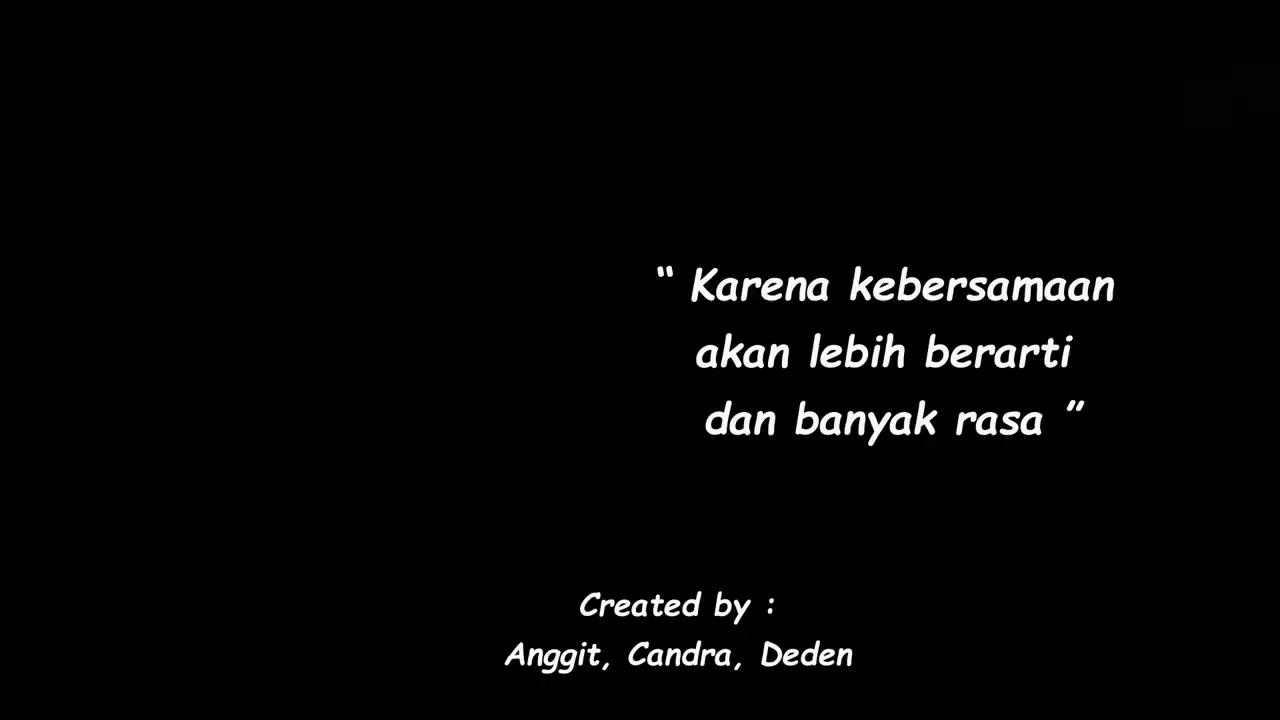 “ Karena kebersamaan
akan lebih berarti
dan banyak rasa ”
Created by :
Anggit, Candra, Deden